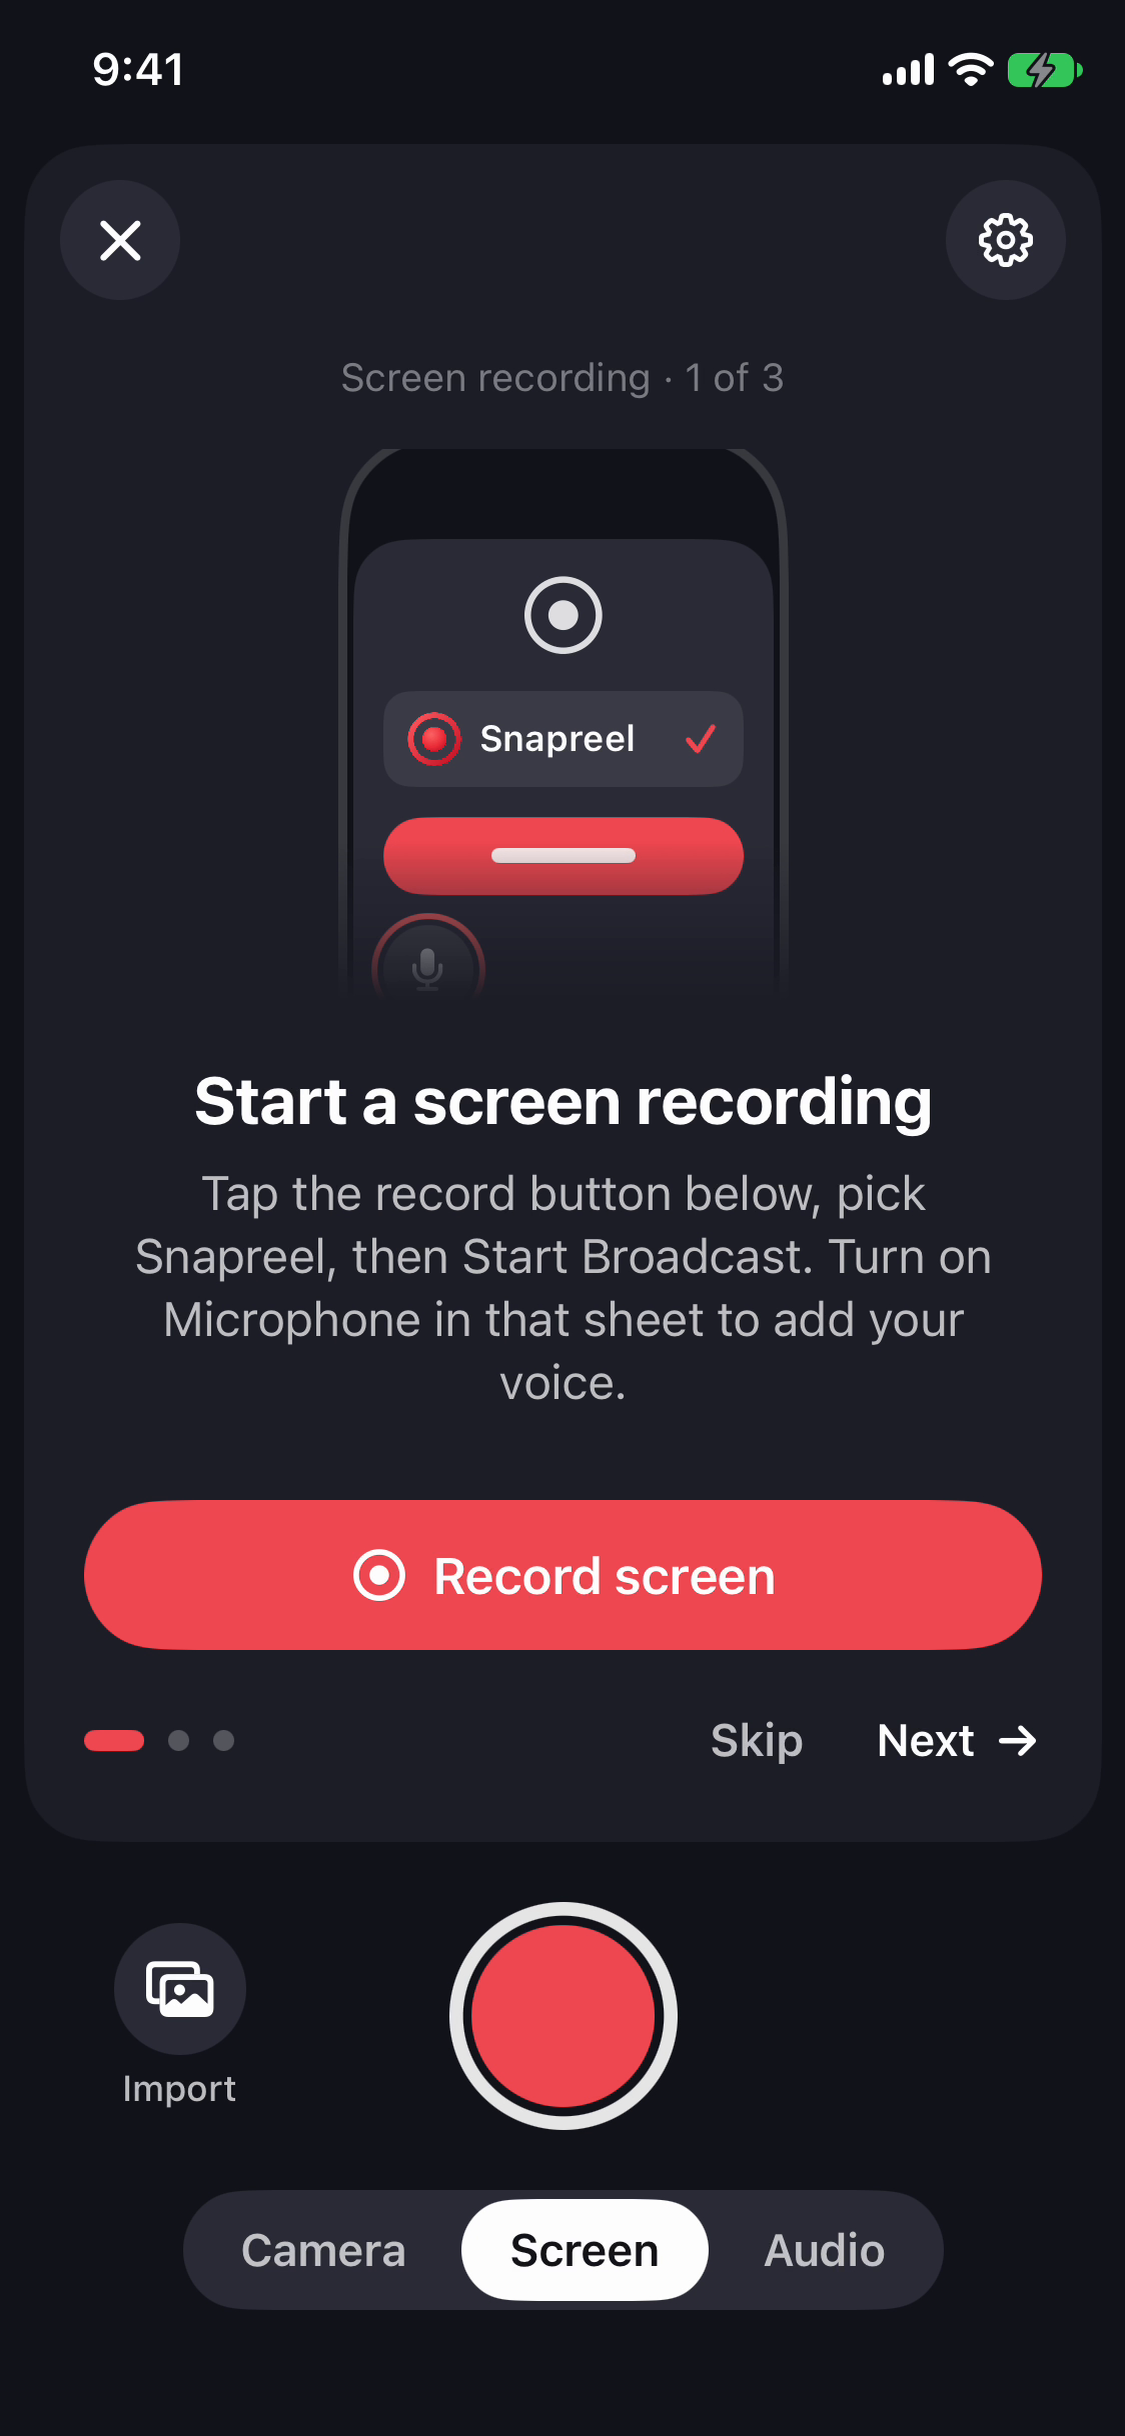 9:41
Screen recording · 1 of 3
Snapreel
Start a screen recording
Tap the record button below, pick
Snapreel, then Start Broadcast. Turn on
Microphone in that sheet to add your
voice.
Record screen
Skip Next
Import
Camera Screen Audio